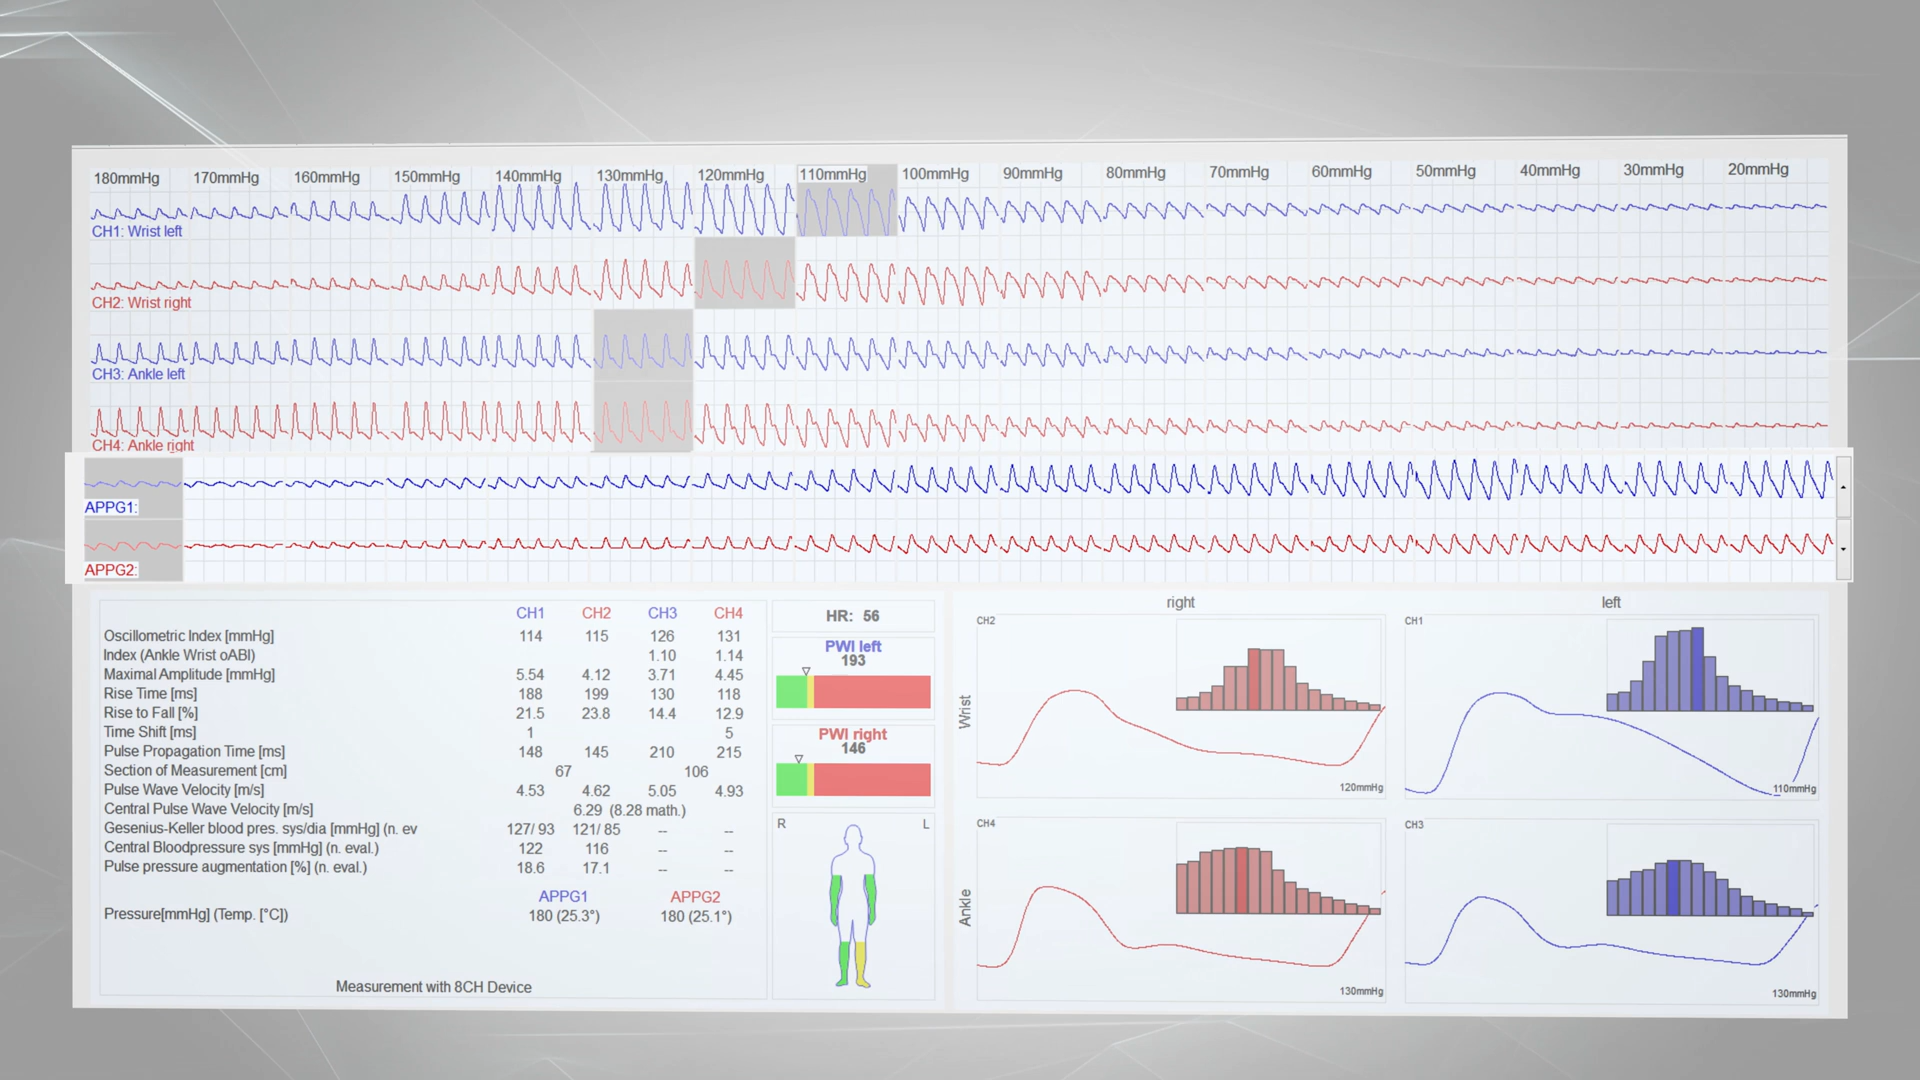 180mmHg 170mmHg 160mmHg 150mmHg 140mmHg 130mmHg 120mmHg 110mmHg 100mmHg 90mmHg 80mmHg 70mmHg 60mmHg 50mmHg 40mmHg 30mmHg 20mmHg
CH1: Wrist left
CH2: Wrist right
CH3: Ankle left
CH4: Ankle right
APPG1:
APPG2:
CH1 CH2 CH3 CH4
Oscillometric Index [mmHg] 114 115 126 131
Index (Ankle Wrist oABI) 1.10 1.14
Maximal Amplitude [mmHg] 5.54 4.12 3.71 4.45
Rise Time [ms] 188 199 130 118
Rise to Fall [%] 21.5 23.8 14.4 12.9
Time Shift [ms] 1 5
Pulse Propagation Time [ms] 148 145 210 215
Section of Measurement [cm] 67 106
Pulse Wave Velocity [m/s] 4.53 4.62 5.05 4.93
Central Pulse Wave Velocity [m/s] 6.29 (8.28 math.)
Gesenius-Keller blood pres. sys/dia [mmHg] (n. ev 127/ 93 121/ 85 -- --
Central Bloodpressure sys [mmHg] (n. eval.) 122 116 -- --
Pulse pressure augmentation [%] (n. eval.) 18.6 17.1 -- --
APPG1 APPG2
Pressure[mmHg] (Temp. [°C]) 180 (25.3°) 180 (25.1°)
Measurement with 8CH Device
HR: 56
PWI left
193
PWI right
146
R L
right left
Wrist
CH2
120mmHg
CH1
110mmHg
Ankle
CH4
130mmHg
CH3
130mmHg